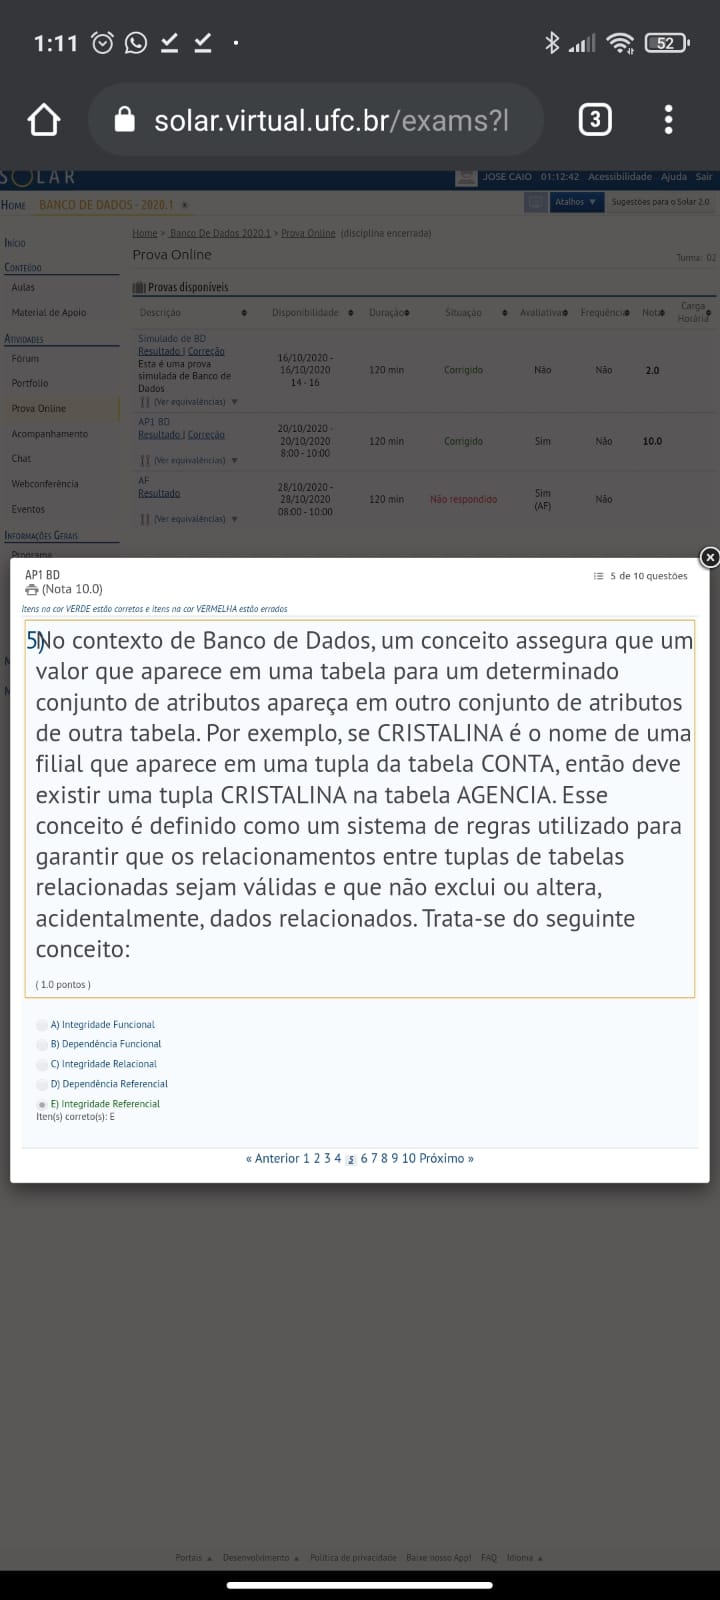 1:11
52
solar.virtual.ufc.br/exams?l
3
SOLAR
JOSE CAIO 01:12:42 Acessibilidade Ajuda Sair
HOME BANCO DE DADOS - 2020.1
Atalhos ▼ Sugestões para o Solar 2.0
Home > Banco De Dados 2020.1 > Prova Online (disciplina encerrada)
INÍCIO
Prova Online
Turma: 02
CONTEÚDO
Aulas
Provas disponíveis
Material de Apoio
Descrição Disponibilidade Duração Situação Avaliativa Frequência Nota Carga Horária
ATIVIDADES
Simulado de BD
Resultado | Correção
Esta é uma prova
simulada de Banco de
Dados
(Ver equivalências) ▼
16/10/2020 -
16/10/2020
14 - 16
120 min Corrigido Não Não 2.0
Fórum
Portfolio
Prova Online
AP1 BD
Resultado | Correção
(Ver equivalências) ▼
20/10/2020 -
20/10/2020
8:00 - 10:00
120 min Corrigido Sim Não 10.0
Acompanhamento
Chat
Webconferência
AF
Resultado
(Ver equivalências) ▼
28/10/2020 -
28/10/2020
08:00 - 10:00
120 min Não respondido Sim (AF) Não
Eventos
INFORMAÇÕES GERAIS
Programa
AP1 BD
(Nota 10.0)
5 de 10 questões
Itens na cor VERDE estão corretos e itens na cor VERMELHA estão errados
5) No contexto de Banco de Dados, um conceito assegura que um
valor que aparece em uma tabela para um determinado
conjunto de atributos apareça em outro conjunto de atributos
de outra tabela. Por exemplo, se CRISTALINA é o nome de uma
filial que aparece em uma tupla da tabela CONTA, então deve
existir uma tupla CRISTALINA na tabela AGENCIA. Esse
conceito é definido como um sistema de regras utilizado para
garantir que os relacionamentos entre tuplas de tabelas
relacionadas sejam válidas e que não exclui ou altera,
acidentalmente, dados relacionados. Trata-se do seguinte
conceito:
( 1.0 pontos )
A) Integridade Funcional
B) Dependência Funcional
C) Integridade Relacional
D) Dependência Referencial
E) Integridade Referencial
Iten(s) correto(s): E
« Anterior 1 2 3 4 5 6 7 8 9 10 Próximo »
Portais ▲ Desenvolvimento ▲ Política de privacidade Baixe nosso App! FAQ Idioma ▲